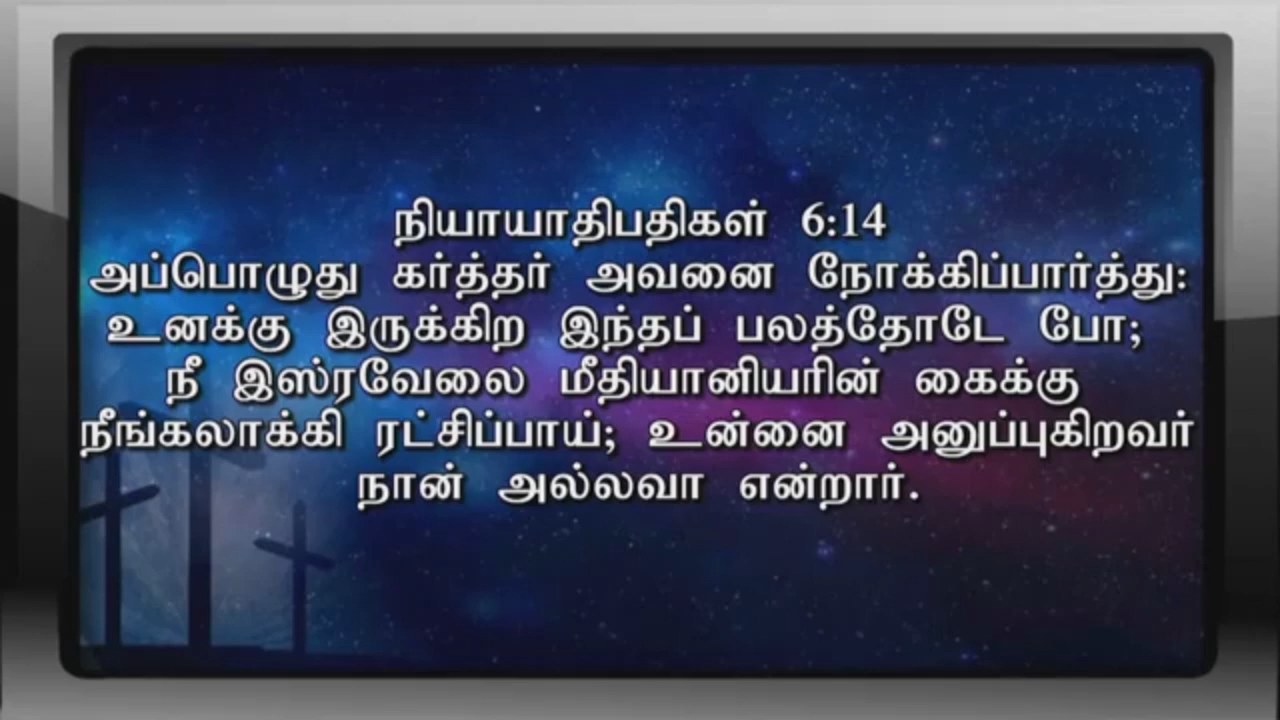 நியாயாதிபதிகள் 6:14
அப்பொழுது கர்த்தர் அவனை நோக்கிப்பார்த்து:
உனக்கு இருக்கிற இந்தப் பலத்தோடே போ;
நீ இஸ்ரவேலை மீதியானியரின் கைக்கு
நீங்கலாக்கி ரட்சிப்பாய்; உன்னை அனுப்புகிறவர்
நான் அல்லவா என்றார்.